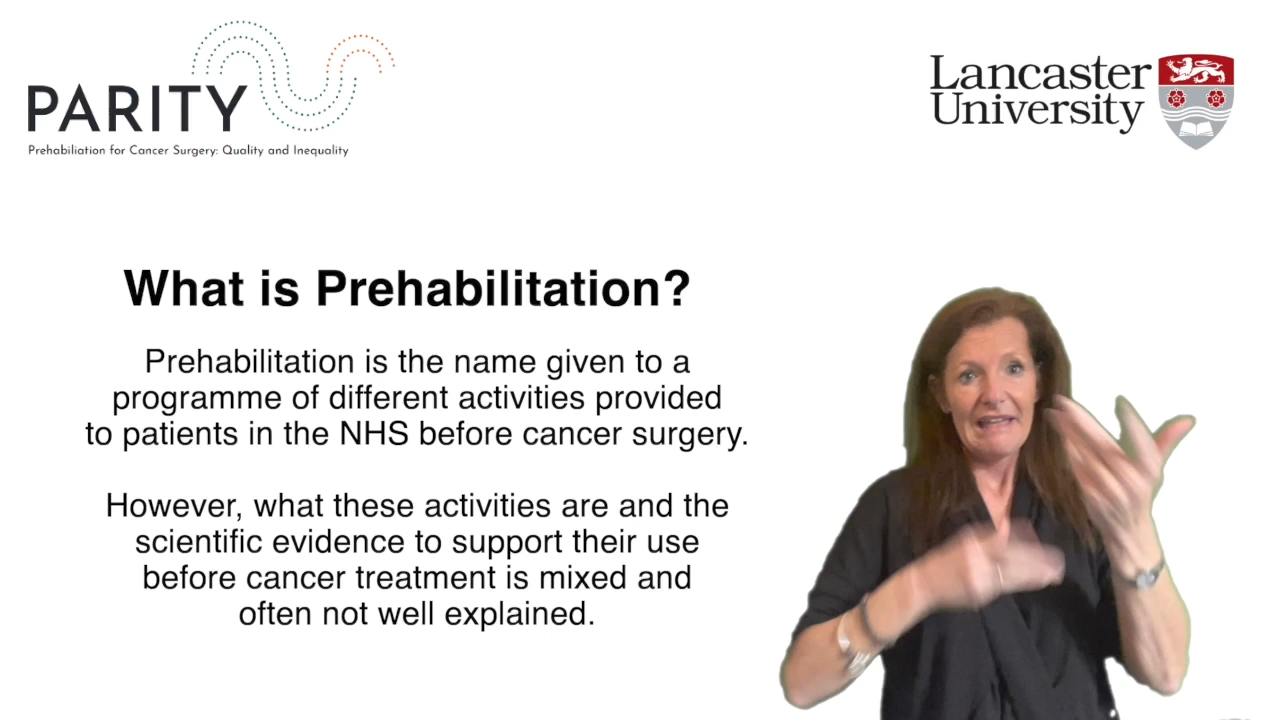 PARITY
Prehabiliation for Cancer Surgery: Quality and Inequality
Lancaster
University
What is Prehabilitation?
Prehabilitation is the name given to a
programme of different activities provided
to patients in the NHS before cancer surgery.
However, what these activities are and the
scientific evidence to support their use
before cancer treatment is mixed and
often not well explained.